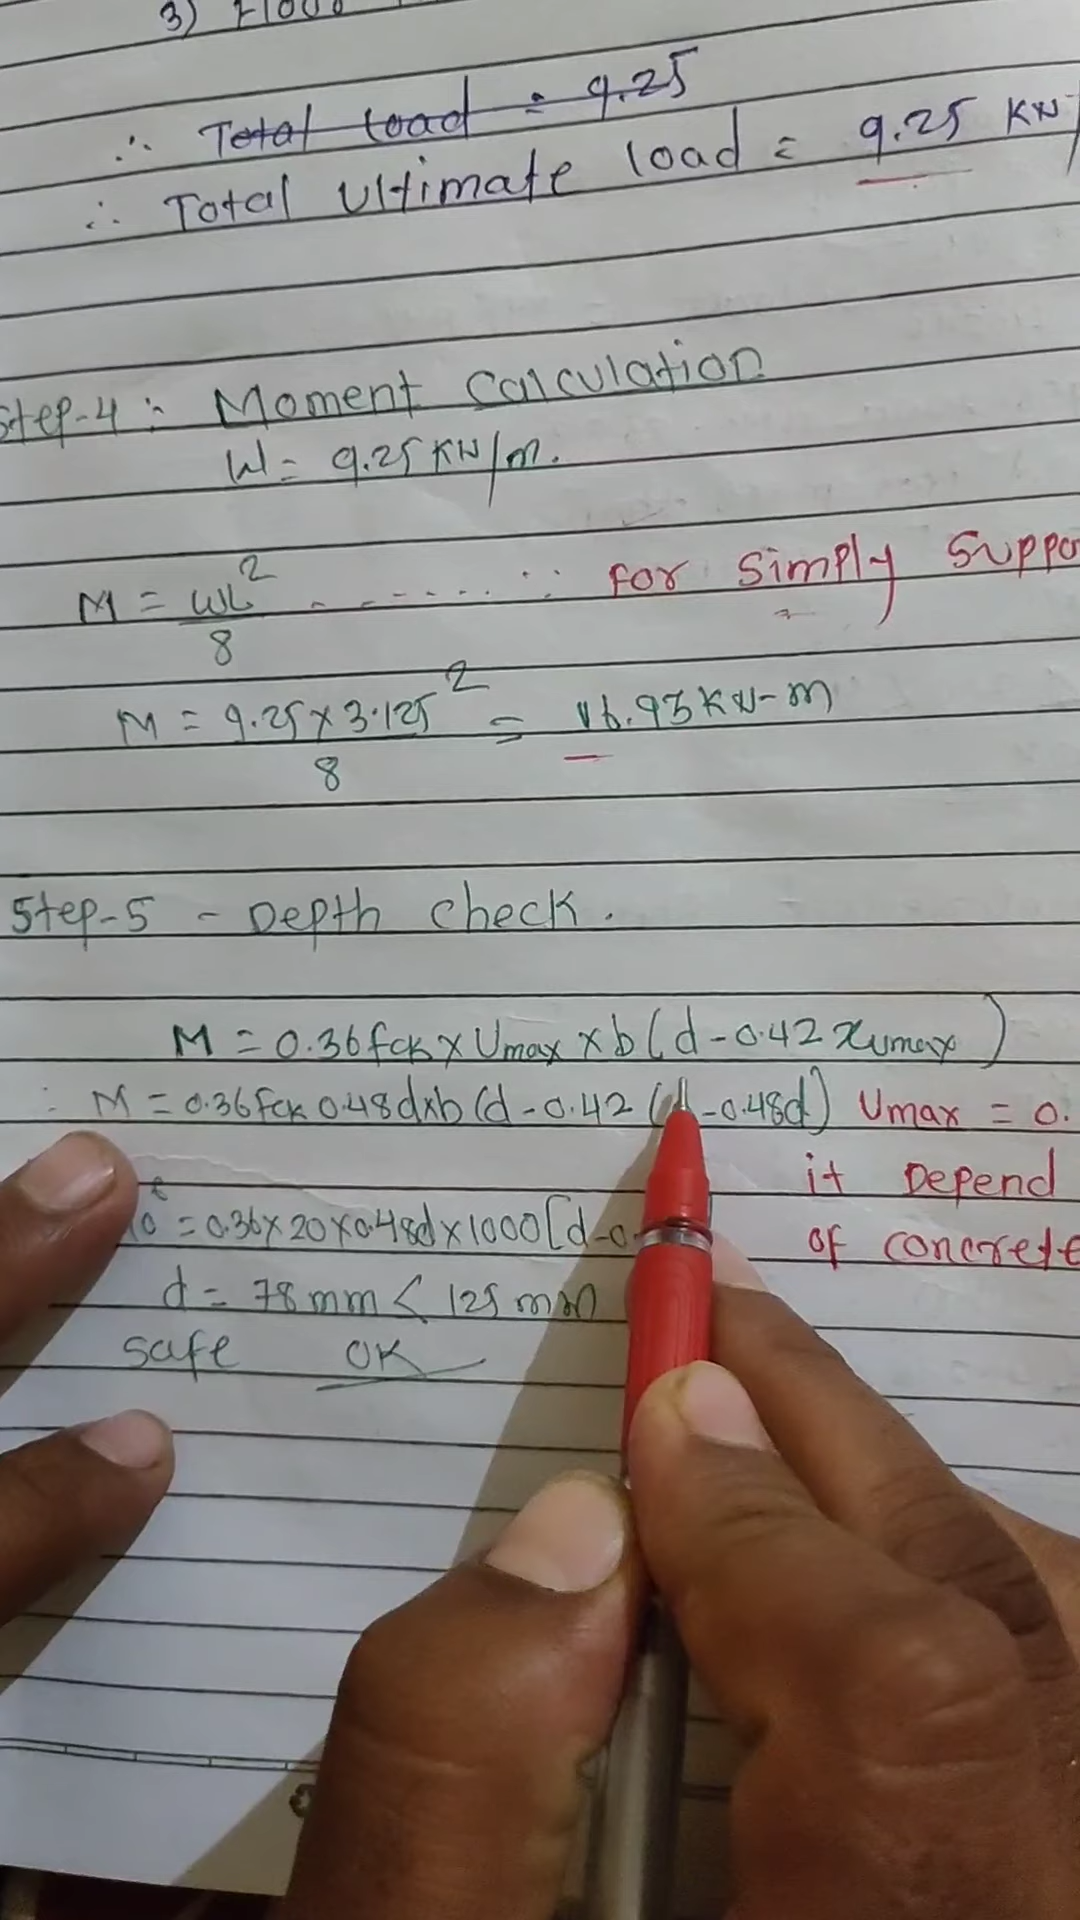 3)
∴ Total load = 9.25
∴ Total Ultimate load = 9.25 KN/
Step-4: Moment Calculation
W = 9.25 KN/m.
M = wL²/8 ------- ∵ For Simply Suppo
M = 9.25 × 3.125²/8 = 16.93 KN-m
Step-5 - Depth check.
M = 0.36 fck × Umax × b (d - 0.42 xumax)
∴ M = 0.36 fck 0.48d×b (d - 0.42 ( -0.48d) Umax = 0.
it Depend
10⁶ = 0.36 × 20 × 0.48d × 1000 [d - 0.
of concrete
d = 78 mm < 125 mm
safe OK